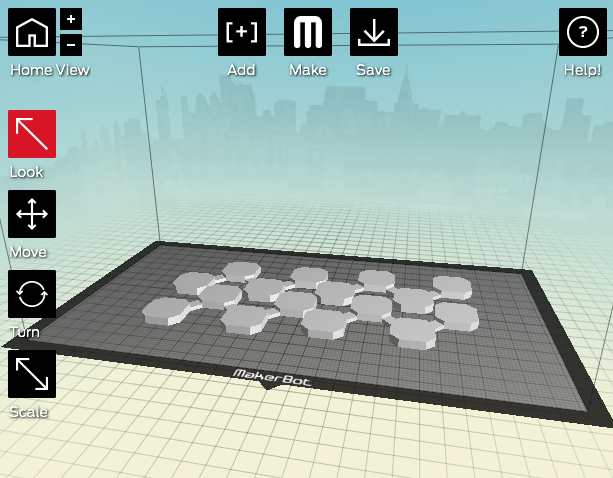 +
-
[+]
?
Home View
Add
Make
Save
Help!
Look
Move
Turn
Scale
MakerBot